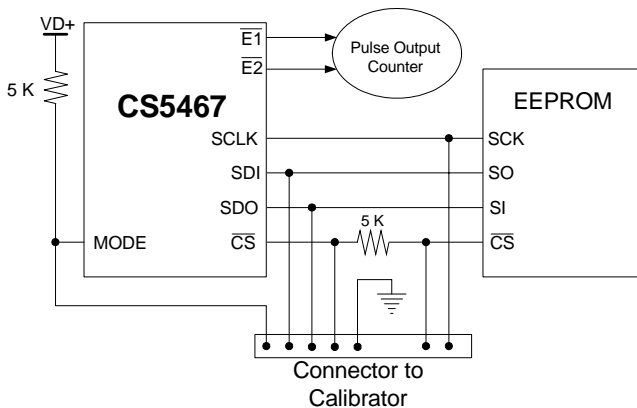 VD+
5 K
CS5467
E1
E2
Pulse Output
Counter
EEPROM
SCLK
SCK
SDI
SO
SDO
SI
5 K
MODE
CS
CS
Connector to
Calibrator